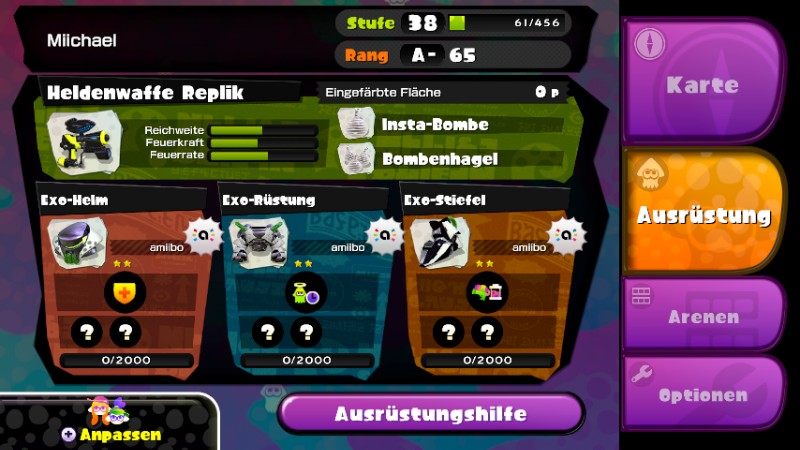 Miichael
Stufe 38 61/456
Rang A- 65
Heldenwaffe Replik
Eingefärbte Fläche 0 P
Reichweite
Feuerkraft
Feuerrate
Insta-Bombe
Bombenhagel
Exo-Helm Exo-Rüstung Exo-Stiefel
amiibo a amiibo a amiibo a
? ? ? ? ? ?
0/2000 0/2000 0/2000
Anpassen
Ausrüstungshilfe
Karte
Ausrüstung
Arenen
Optionen